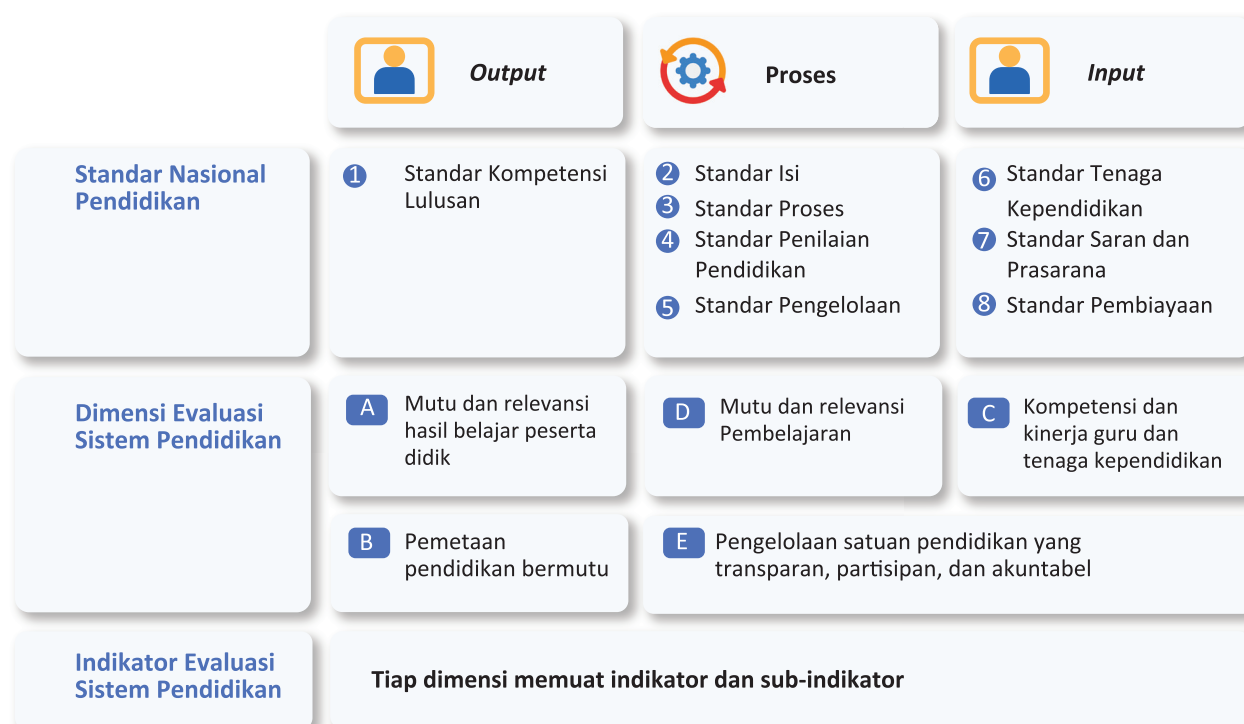 Output
Proses
Input
Standar Nasional
Pendidikan
1 Standar Kompetensi
Lulusan
2 Standar Isi
3 Standar Proses
4 Standar Penilaian
Pendidikan
5 Standar Pengelolaan
6 Standar Tenaga
Kependidikan
7 Standar Saran dan
Prasarana
8 Standar Pembiayaan
Dimensi Evaluasi
Sistem Pendidikan
A Mutu dan relevansi
hasil belajar peserta
didik
D Mutu dan relevansi
Pembelajaran
C Kompetensi dan
kinerja guru dan
tenaga kependidikan
B Pemetaan
pendidikan bermutu
E Pengelolaan satuan pendidikan yang
transparan, partisipan, dan akuntabel
Indikator Evaluasi
Sistem Pendidikan
Tiap dimensi memuat indikator dan sub-indikator